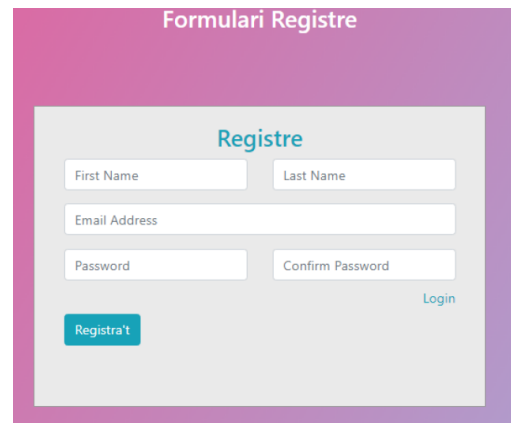 Formulari Registre
Registre
First Name Last Name
Email Address
Password Confirm Password
Login
Registra't